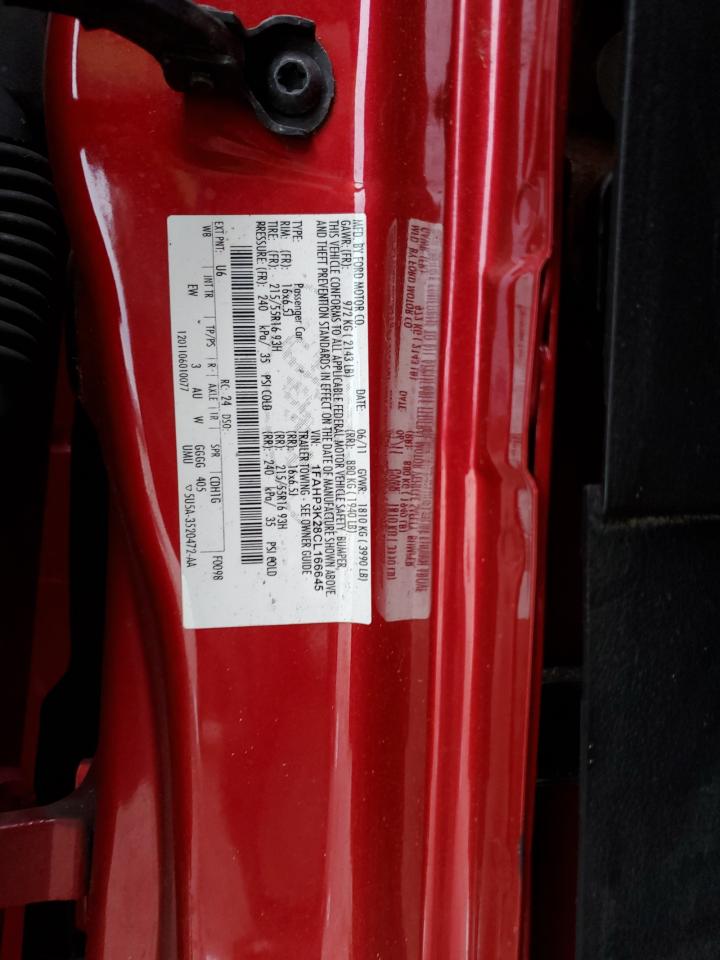 MFD. BY FORD MOTOR CO.
DATE: 06/11 GVWR: 1810 KG ( 3990 LB)
GAWR: (FR): 972 KG ( 2143 LB) (RR): 880 KG ( 1940 LB)
THIS VEHICLE CONFORMS TO ALL APPLICABLE FEDERAL MOTOR VEHICLE SAFETY, BUMPER,
AND THEFT PREVENTION STANDARDS IN EFFECT ON THE DATE OF MANUFACTURE SHOWN ABOVE.
VIN: 1FAHP3K28CL166645
TYPE: Passenger Car TRAILER TOWING - SEE OWNER GUIDE
RIM: (FR): 16x6.5J (RR): 16x6.5J
TIRE: (FR): 215/55R16 93H (RR): 215/55R16 93H
PRESSURE (FR): 240 kPa/ 35 PSI COLD (RR): 240 kPa/ 35 PSI COLD
EXT PNT: U6 RC: 24 DSO: F0098
WB INT TR TP/PS R AXLE TR SPR CDH1G
EW 3 AU W GGGG 405
1201106010077 UMU ▽ 5U5A-3520472-AA